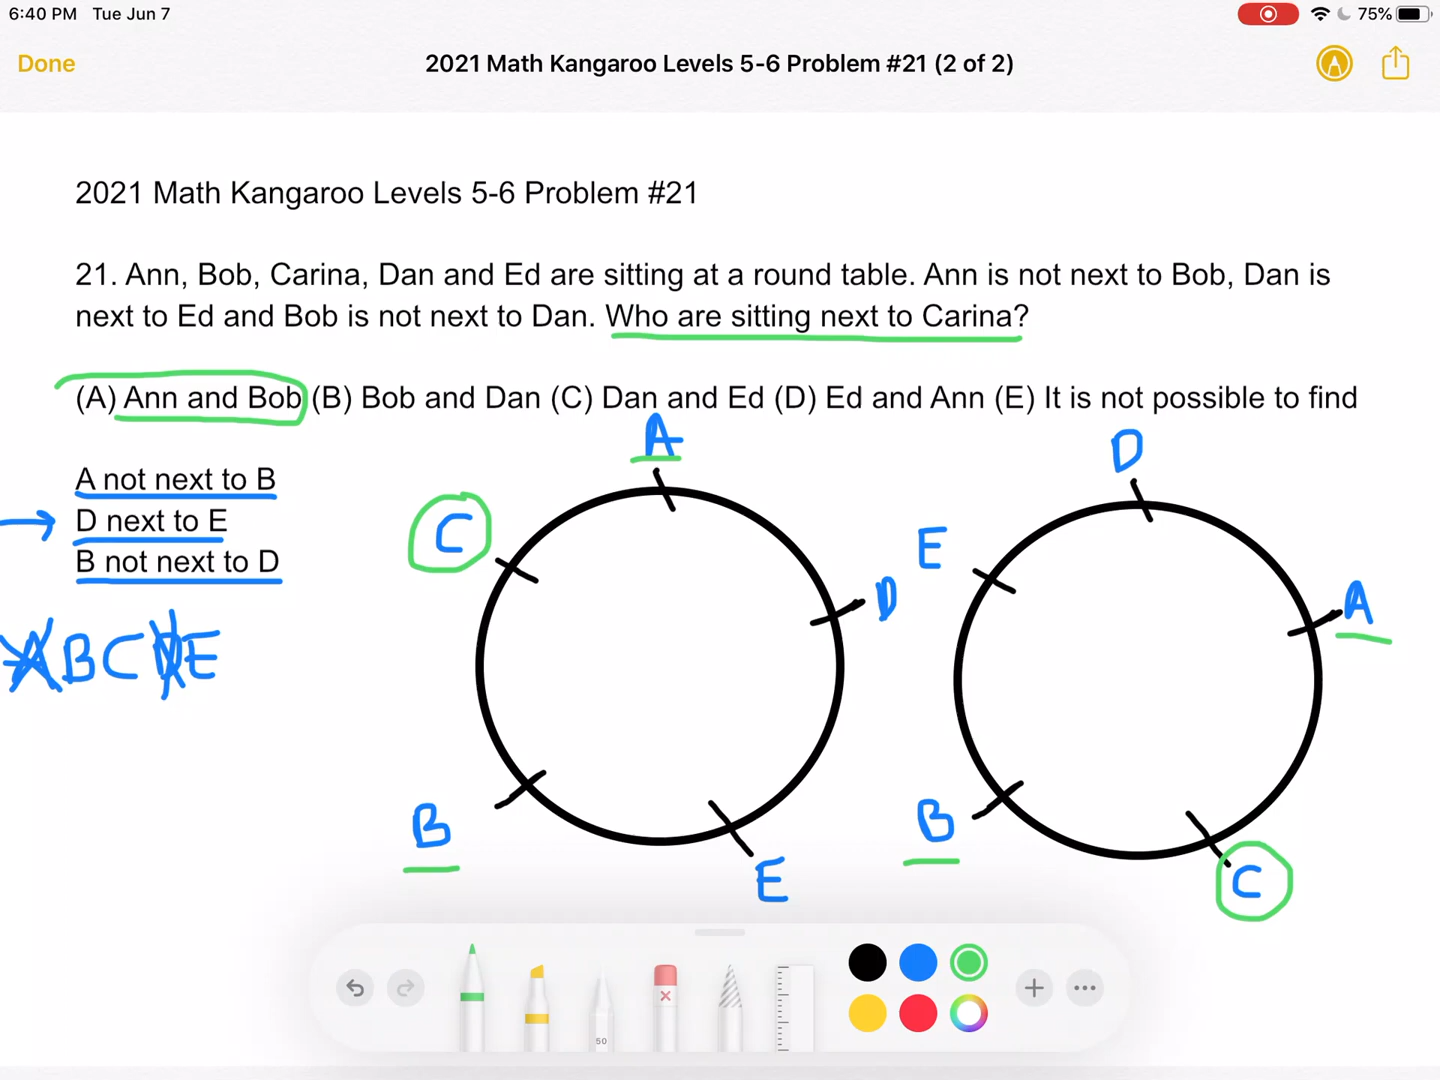 6:40 PM Tue Jun 7 75%
Done 2021 Math Kangaroo Levels 5-6 Problem #21 (2 of 2)
2021 Math Kangaroo Levels 5-6 Problem #21
21. Ann, Bob, Carina, Dan and Ed are sitting at a round table. Ann is not next to Bob, Dan is
next to Ed and Bob is not next to Dan. Who are sitting next to Carina?
(A) Ann and Bob (B) Bob and Dan (C) Dan and Ed (D) Ed and Ann (E) It is not possible to find
A not next to B
D next to E
B not next to D
A B C D E
A
C
D
B
E
D
E
A
B
C
50